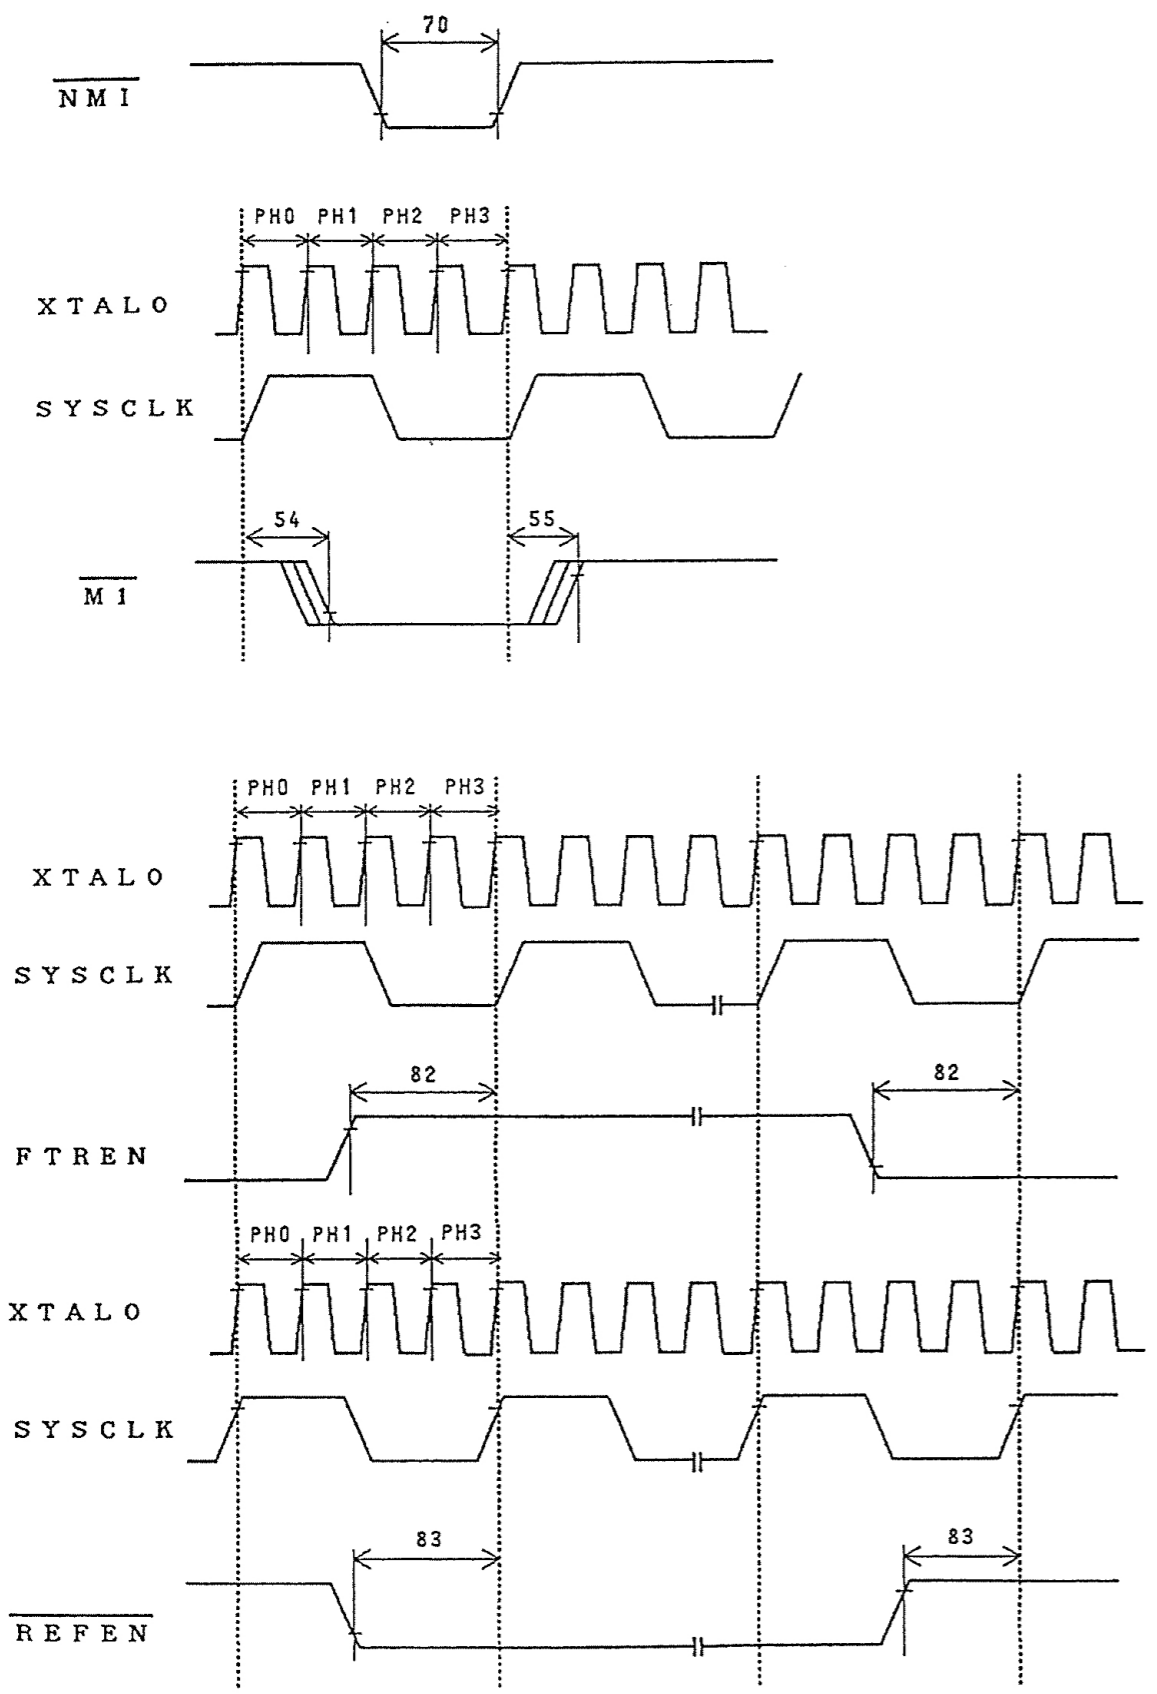 70
NMI
PH0 PH1 PH2 PH3
XTALO
SYSCLK
54 55
M1
PH0 PH1 PH2 PH3
XTALO
SYSCLK
82 82
FTREN
PH0 PH1 PH2 PH3
XTALO
SYSCLK
83 83
REFEN